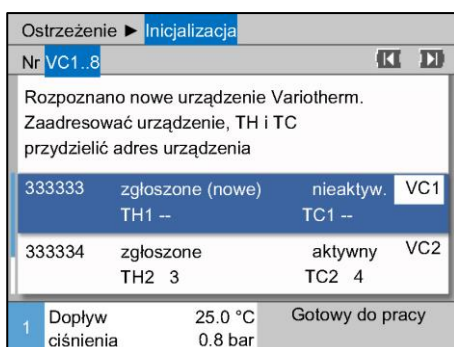 Ostrzeżenie ► Inicjalizacja
Nr VC1..8
Rozpoznano nowe urządzenie Variotherm.
Zaadresować urządzenie, TH i TC
przydzielić adres urządzenia
333333 zgłoszone (nowe) nieaktyw. VC1
TH1 -- TC1 --
333334 zgłoszone aktywny VC2
TH2 3 TC2 4
1 Dopływ 25.0 °C Gotowy do pracy
ciśnienia 0.8 bar